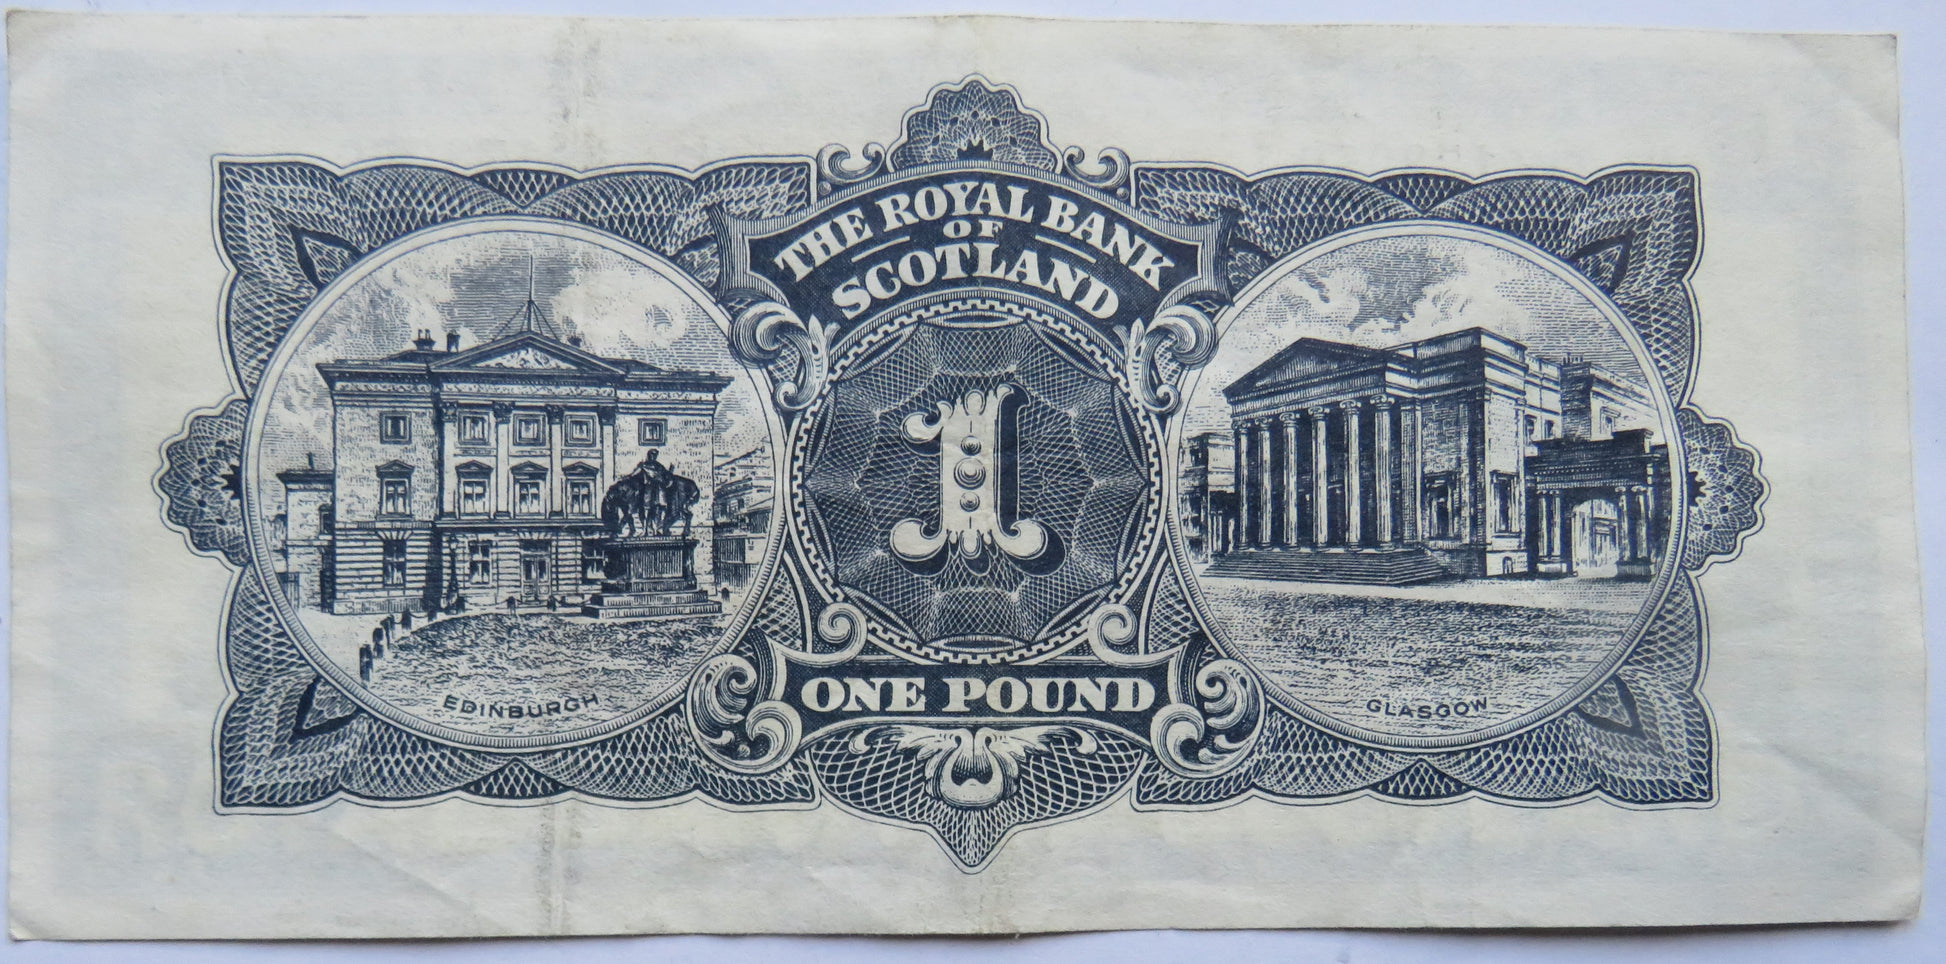 THE ROYAL BANK
OF
SCOTLAND
1
ONE POUND
EDINBURGH
GLASGOW